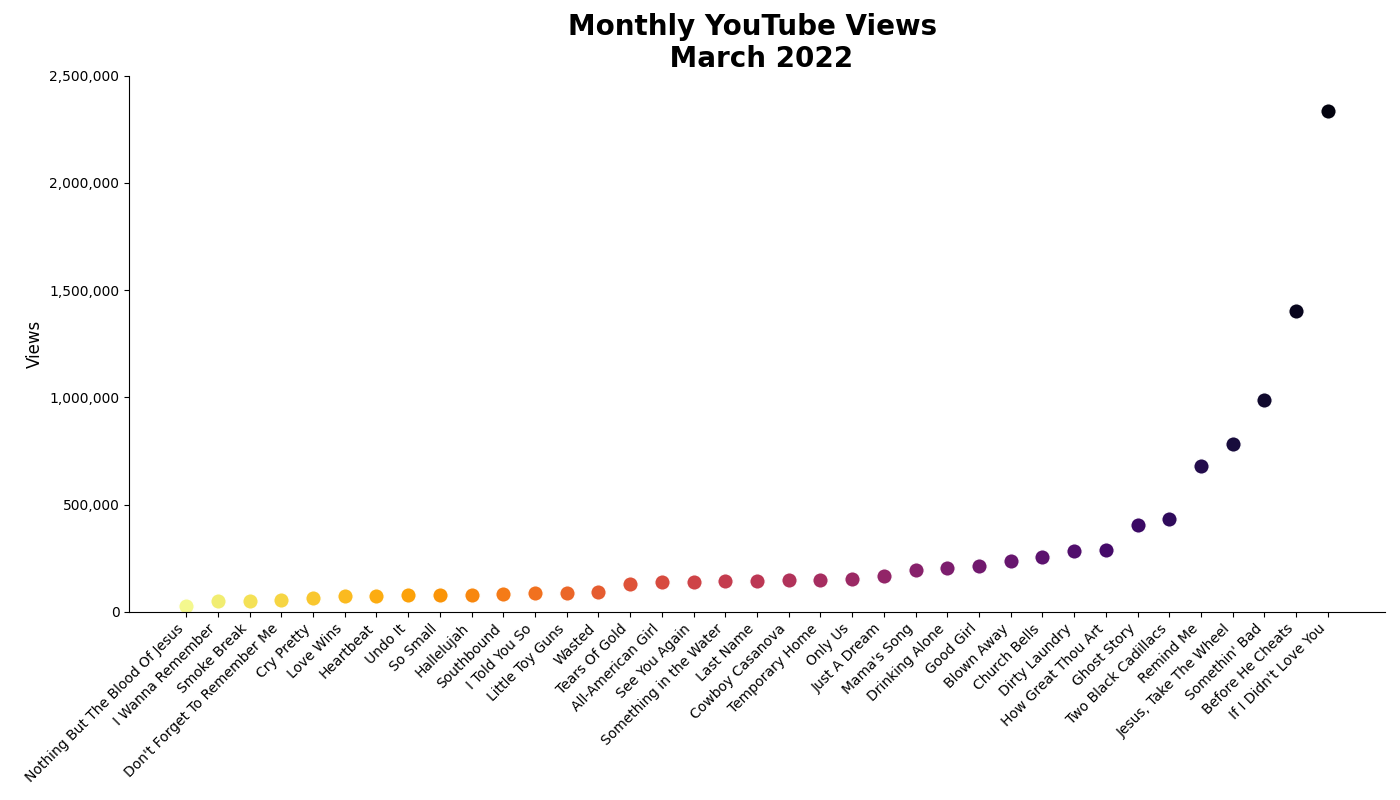 Monthly YouTube Views
March 2022
2,500,000
2,000,000
1,500,000
1,000,000
500,000
0
Views
Nothing But The Blood Of Jesus
I Wanna Remember
Smoke Break
Don't Forget To Remember Me
Cry Pretty
Love Wins
Heartbeat
Undo It
So Small
Hallelujah
Southbound
I Told You So
Little Toy Guns
Wasted
Tears Of Gold
All-American Girl
See You Again
Something in the Water
Last Name
Cowboy Casanova
Temporary Home
Only Us
Just A Dream
Mama's Song
Drinking Alone
Good Girl
Blown Away
Church Bells
Dirty Laundry
How Great Thou Art
Ghost Story
Two Black Cadillacs
Remind Me
Jesus, Take The Wheel
Somethin' Bad
Before He Cheats
If I Didn't Love You